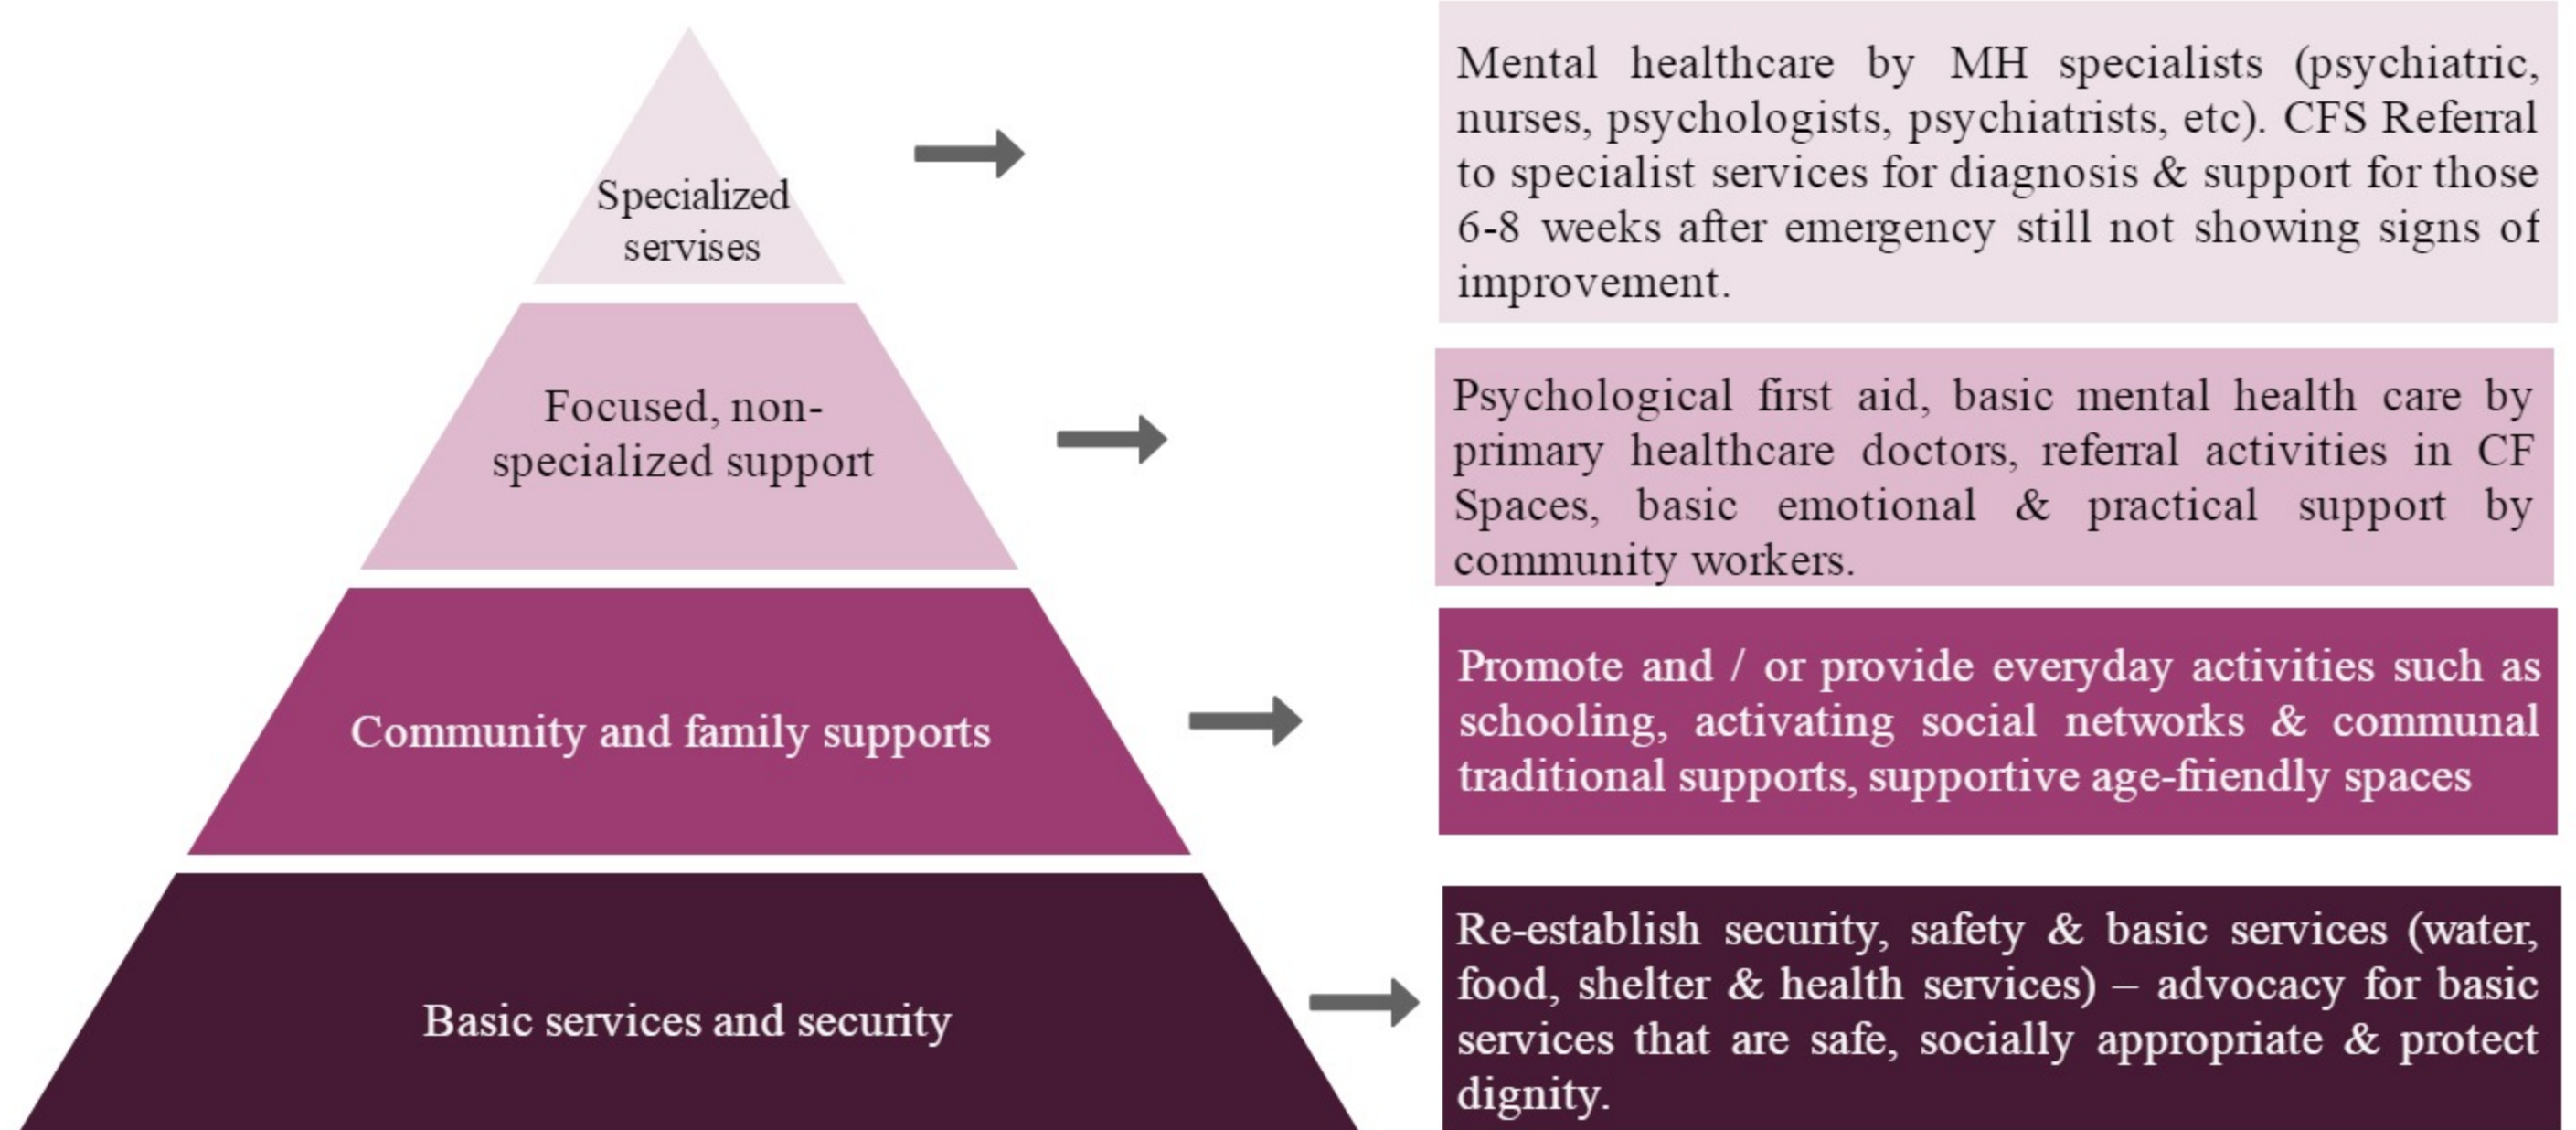 Specialized
servises
Mental healthcare by MH specialists (psychiatric,
nurses, psychologists, psychiatrists, etc). CFS Referral
to specialist services for diagnosis & support for those
6-8 weeks after emergency still not showing signs of
improvement.
Focused, non-
specialized support
Psychological first aid, basic mental health care by
primary healthcare doctors, referral activities in CF
Spaces, basic emotional & practical support by
community workers.
Community and family supports
Promote and / or provide everyday activities such as
schooling, activating social networks & communal
traditional supports, supportive age-friendly spaces
Basic services and security
Re-establish security, safety & basic services (water,
food, shelter & health services) – advocacy for basic
services that are safe, socially appropriate & protect
dignity.